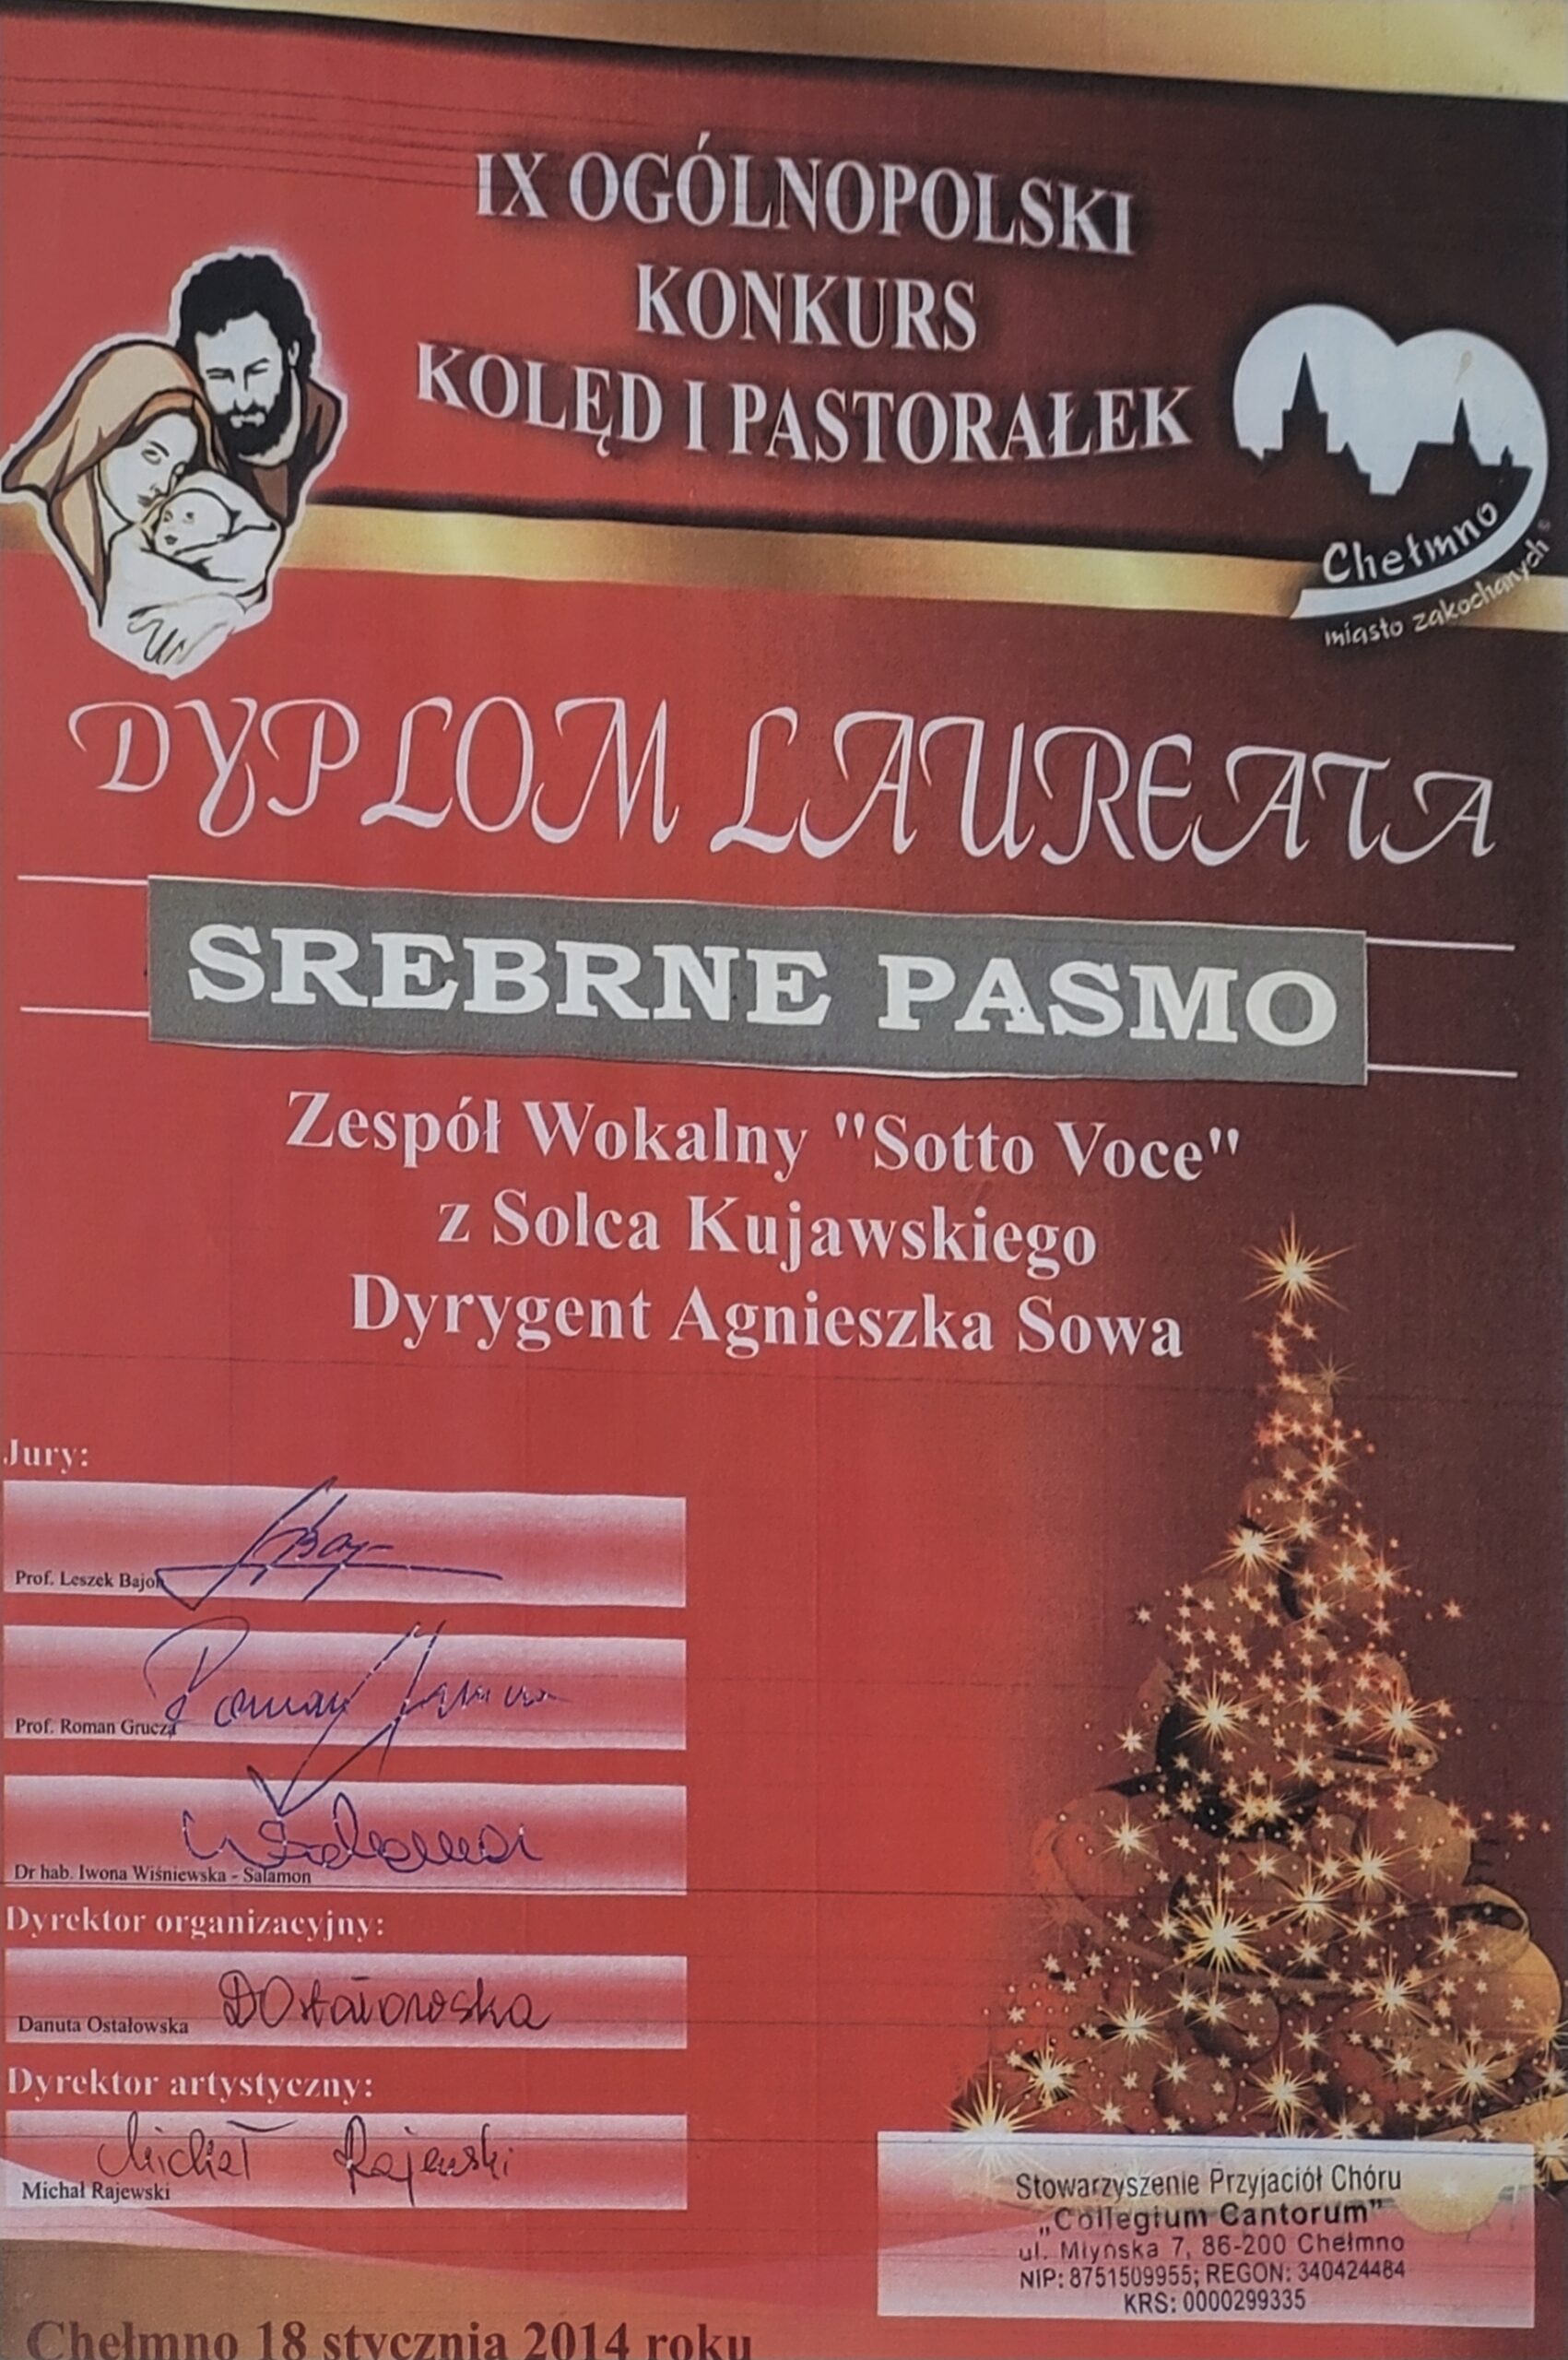 IX OGÓLNOPOLSKI
KONKURS
KOLĘD I PASTORAŁEK
Chełmno
miasto zakochanych
DYPLOM LAUREATA
SREBRNE PASMO
Zespół Wokalny "Sotto Voce"
z Solca Kujawskiego
Dyrygent Agnieszka Sowa
Jury:
Prof. Leszek Bajon
Prof. Roman Grucza
Dr hab. Iwona Wiśniewska - Salamon
Dyrektor organizacyjny:
DOstałowska
Danuta Ostałowska
Dyrektor artystyczny:
Michał Rajewski
Michał Rajewski
Stowarzyszenie Przyjaciół Chóru
„Collegium Cantorum”
ul. Młyńska 7, 86-200 Chełmno
NIP: 8751509955; REGON: 340424484
KRS: 0000299335
Chełmno 18 stycznia 2014 roku